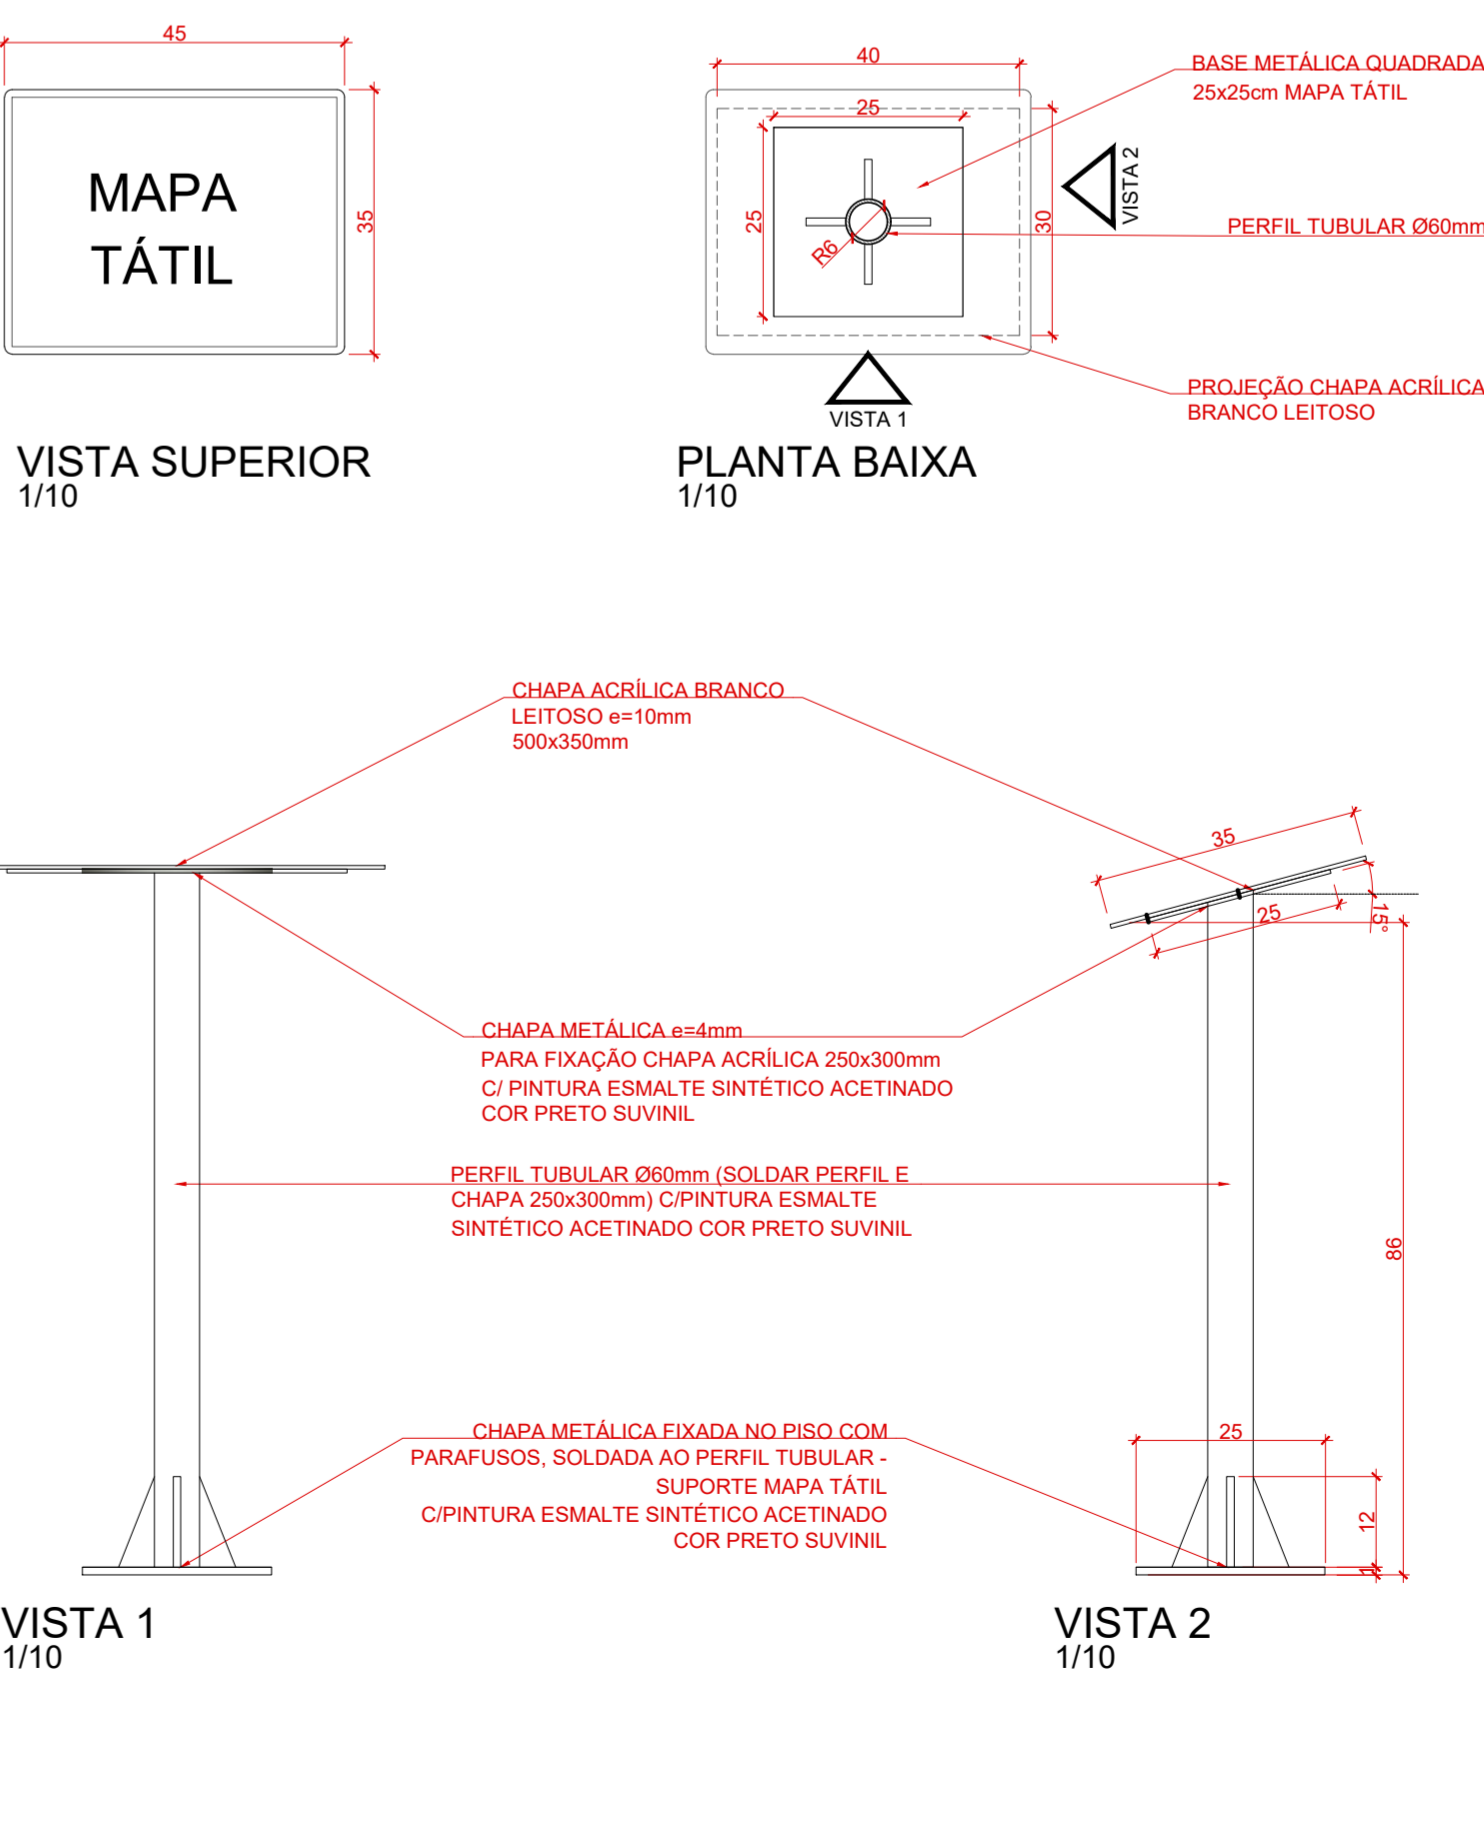 45
MAPA
TÁTIL
35
VISTA SUPERIOR
1/10
40
25
25
30
R6
BASE METÁLICA QUADRADA
25x25cm MAPA TÁTIL
VISTA 2
PERFIL TUBULAR Ø60mm
PROJEÇÃO CHAPA ACRÍLICA
BRANCO LEITOSO
VISTA 1
PLANTA BAIXA
1/10
CHAPA ACRÍLICA BRANCO
LEITOSO e=10mm
500x350mm
35
25
15°
CHAPA METÁLICA e=4mm
PARA FIXAÇÃO CHAPA ACRÍLICA 250x300mm
C/ PINTURA ESMALTE SINTÉTICO ACETINADO
COR PRETO SUVINIL
PERFIL TUBULAR Ø60mm (SOLDAR PERFIL E
CHAPA 250x300mm) C/PINTURA ESMALTE
SINTÉTICO ACETINADO COR PRETO SUVINIL
86
CHAPA METÁLICA FIXADA NO PISO COM
PARAFUSOS, SOLDADA AO PERFIL TUBULAR -
SUPORTE MAPA TÁTIL
C/PINTURA ESMALTE SINTÉTICO ACETINADO
COR PRETO SUVINIL
25
12
1
VISTA 1
1/10
VISTA 2
1/10